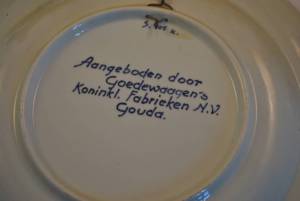 Aangeboden door
Goedewaagen's
Koninkl. Fabrieken N.V.
Gouda.